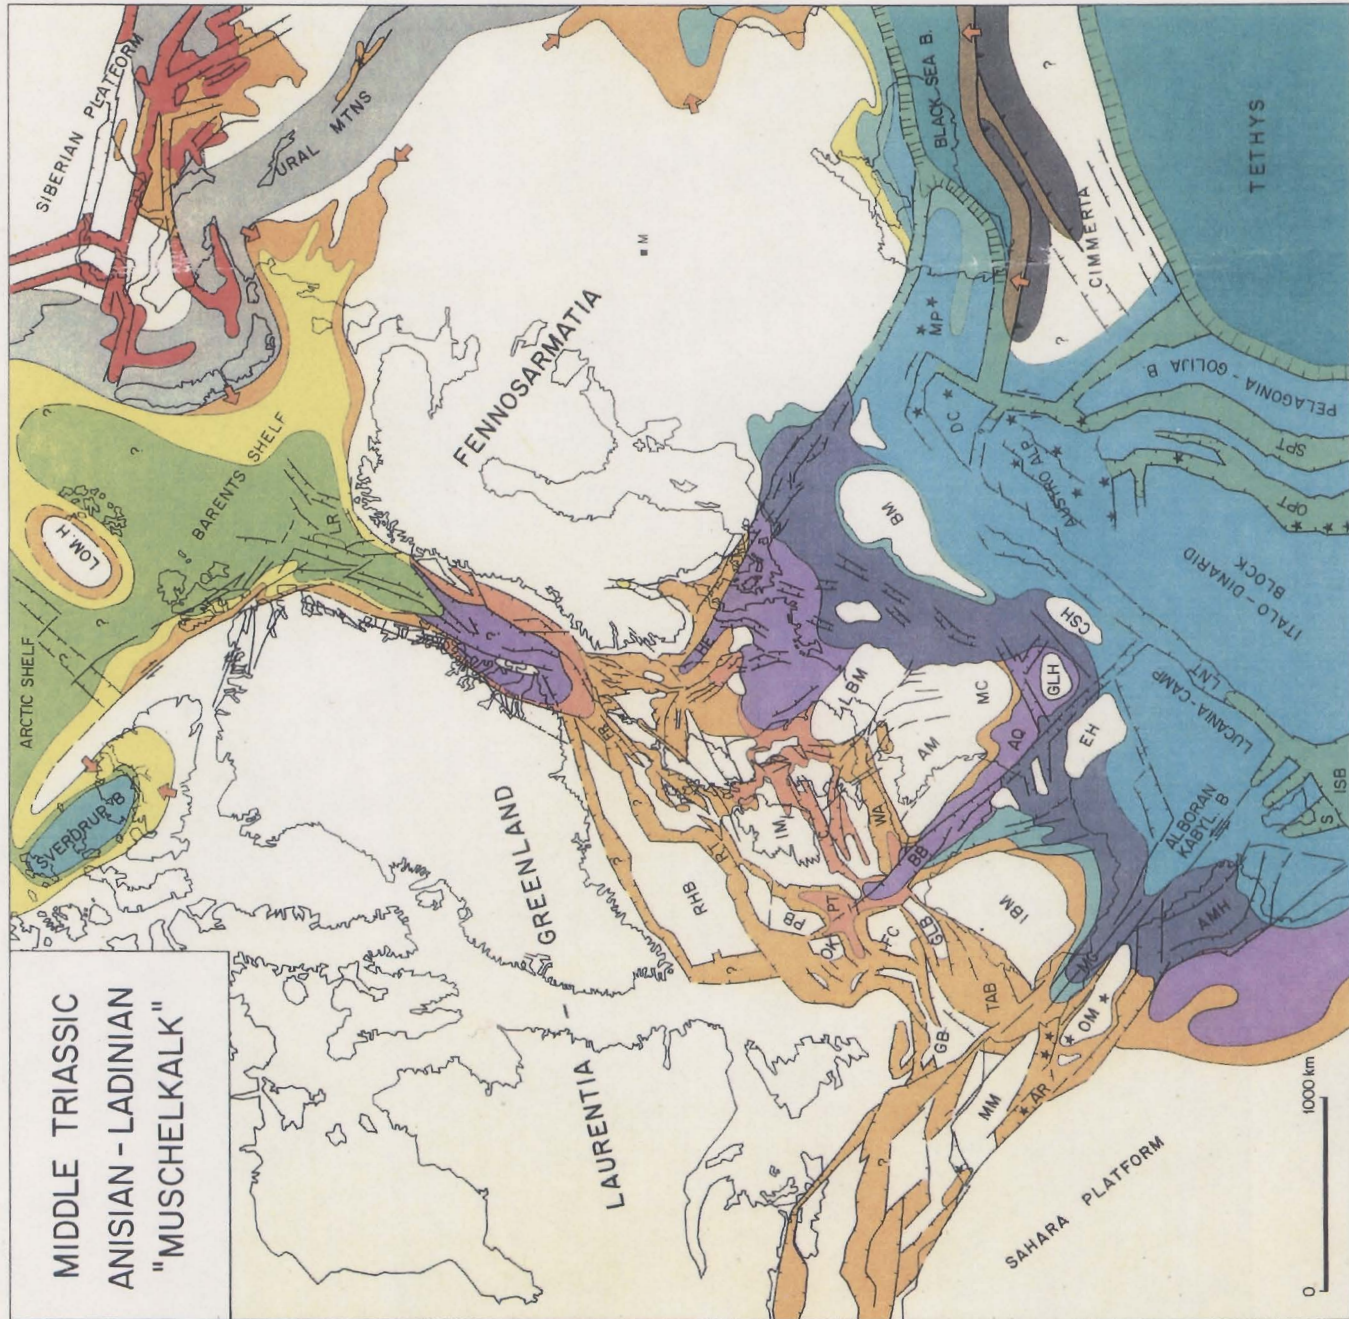 MIDDLE TRIASSIC
ANISIAN - LADINIAN
"MUSCHELKALK"
ARCTIC SHELF
SVERDRUP B
LOM. H
BARENTS SHELF
LR
SIBERIAN PLATFORM
URAL
MTNS
FENNOSARMATIA
M
GREENLAND
LAURENTIA -
BLACK SEA B.
TETHYS
CIMMERIA
PELAGONIA - GOLIJA B
SPT
OPT
MP
DC
AUSTRO ALP
BM
ITALO - DINARID
BLOCK
CSH
GLH
LUCANIA - CAMP
LNT
EH
ALBORAN
KABYL. B
ISB
S
HE
LBM
MC
AM
AQ
WA
IM
BB
FR
RT
RHB
PB
PT
OK
FC
GLB
IBM
TAB
MG
AMH
OM
GB
MM
AR
SAHARA PLATFORM
0
1000 km
?
?
?
?
?
?
?
?
?